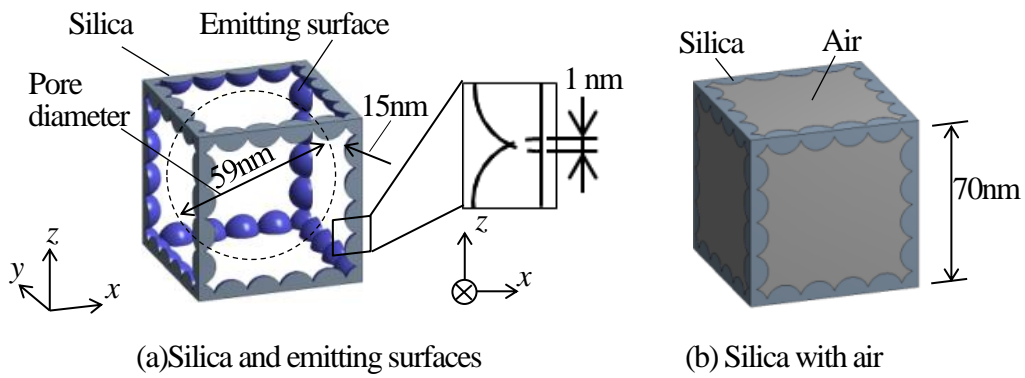 Silica
Emitting surface
Pore
diameter
59nm
15nm
1 nm
z
y
x
z
x
(a)Silica and emitting surfaces
Silica
Air
70nm
(b) Silica with air